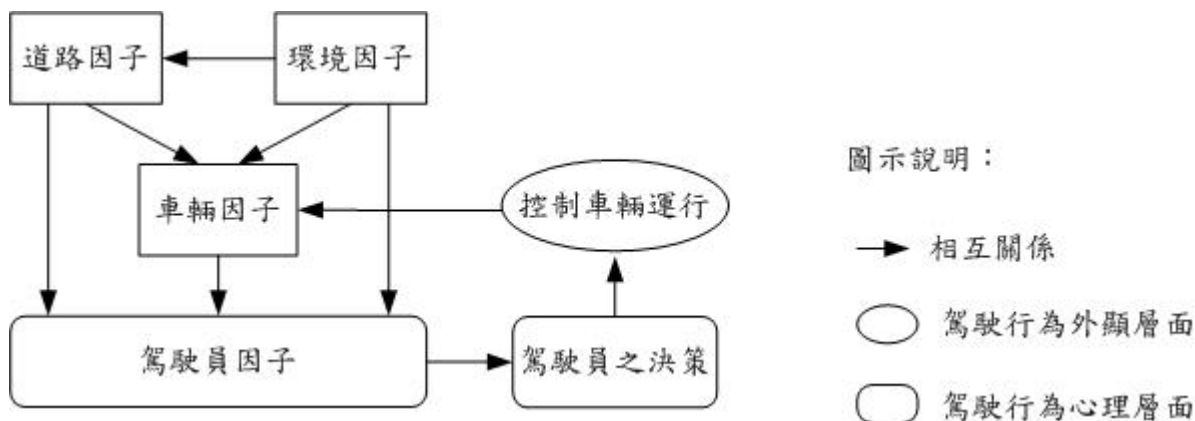 道路因子
環境因子
車輛因子
控制車輛運行
駕駛員因子
駕駛員之決策
圖示說明：
相互關係
駕駛行為外顯層面
駕駛行為心理層面